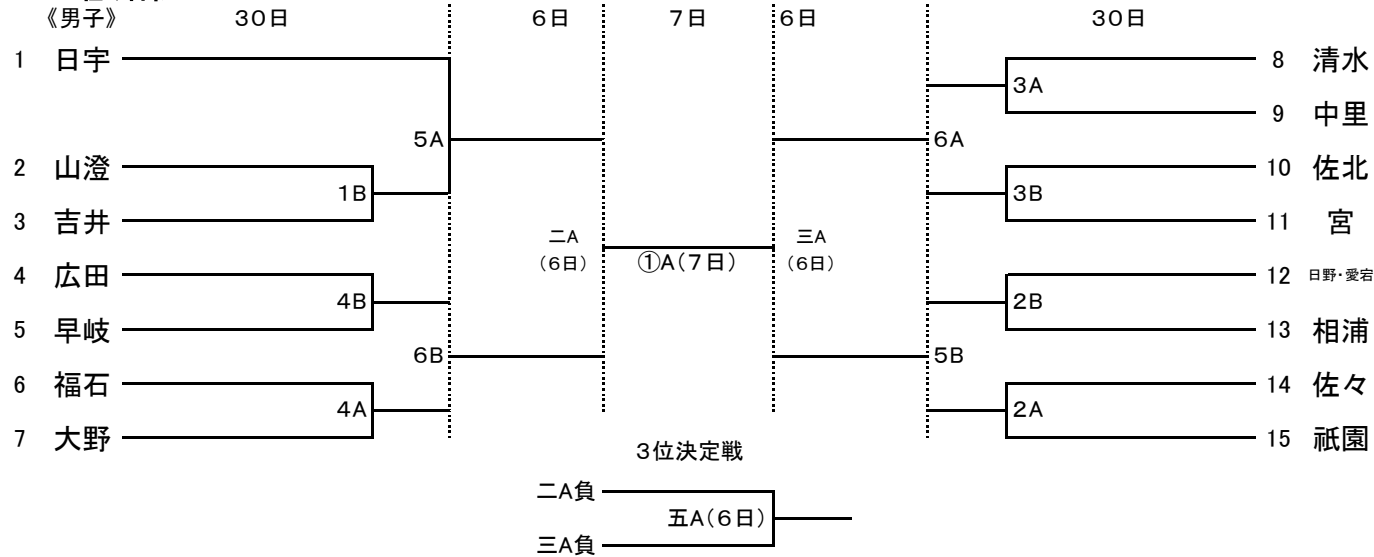 《男子》 30日 6日 7日 6日 30日
1 日宇
8 清水
3A
9 中里
5A
6A
2 山澄
10 佐北
1B
3B
3 吉井
11 宮
二A
(6日)
①A(7日)
三A
(6日)
4 広田
12 日野・愛宕
4B
2B
5 早岐
13 相浦
6B
5B
6 福石
14 佐々
4A
2A
7 大野
15 祇園
3位決定戦
二A負
五A(6日)
三A負